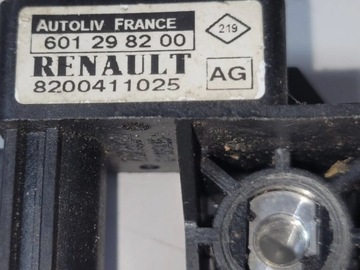 AUTOLIV FRANCE
601 29 82 00
219
RENAULT
AG
8200411025